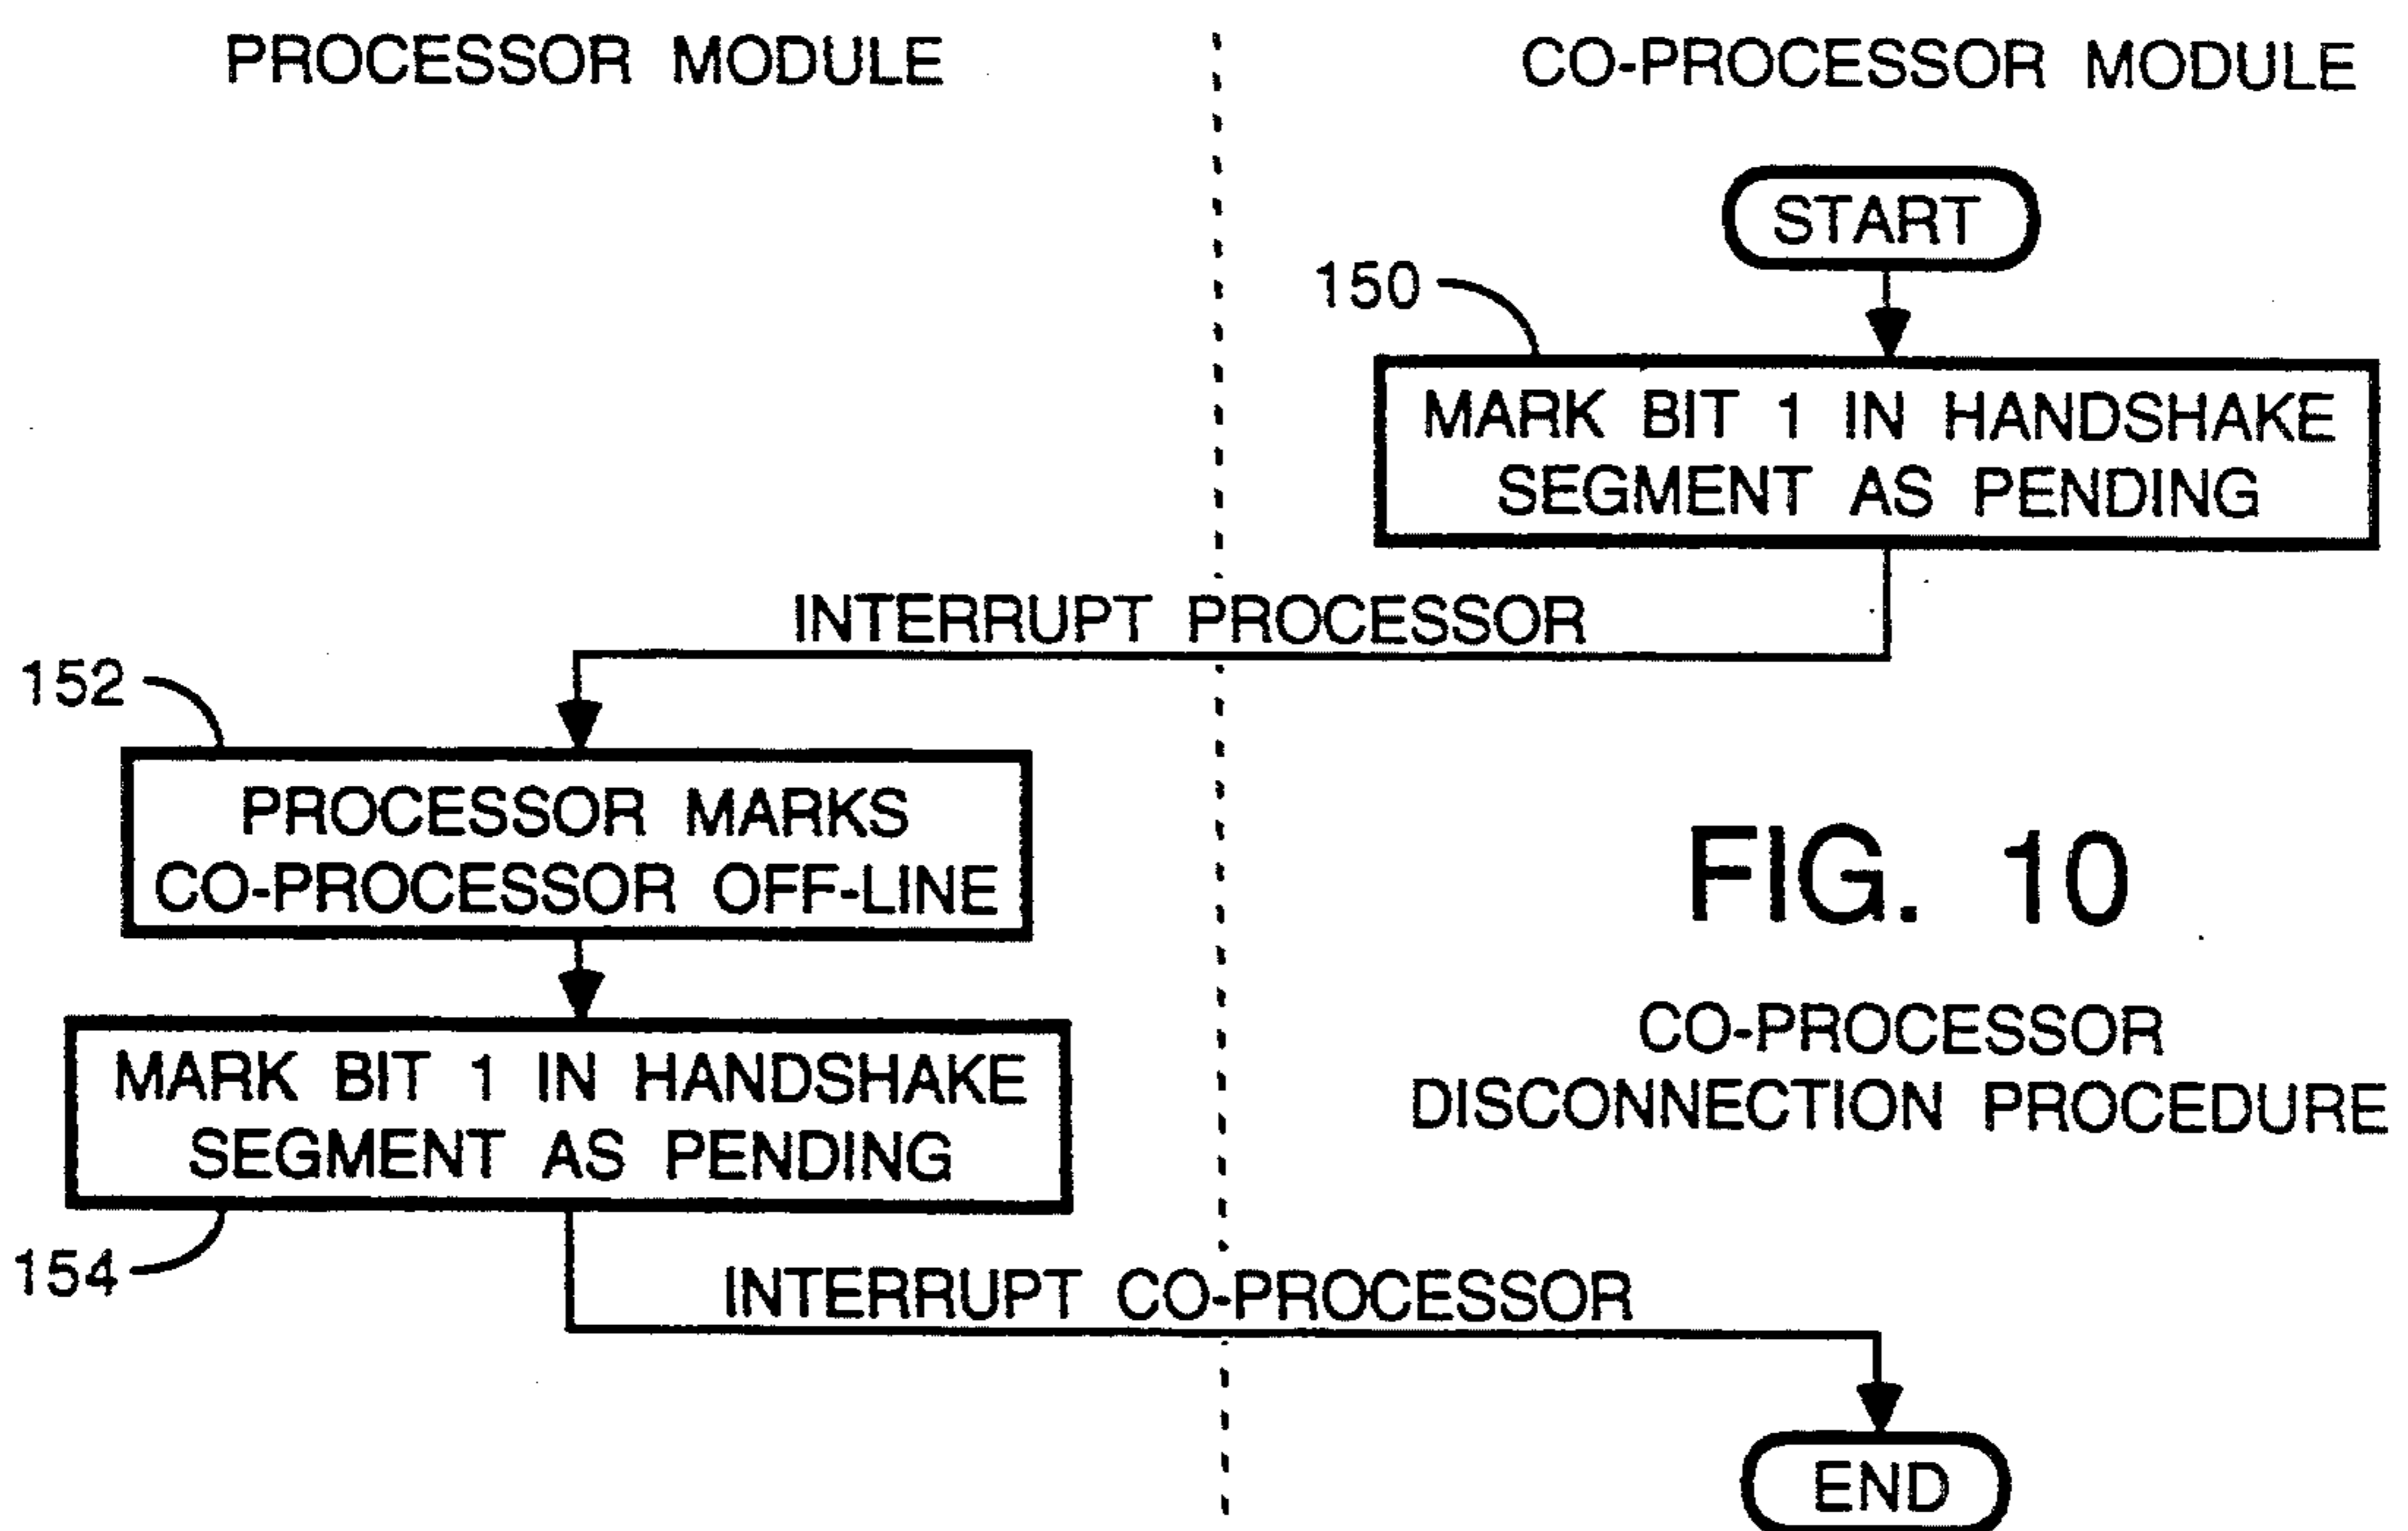 PROCESSOR MODULE
CO-PROCESSOR MODULE
START
150
MARK BIT 1 IN HANDSHAKE
SEGMENT AS PENDING
INTERRUPT PROCESSOR
152
PROCESSOR MARKS
CO-PROCESSOR OFF-LINE
FIG. 10
CO-PROCESSOR
DISCONNECTION PROCEDURE
MARK BIT 1 IN HANDSHAKE
SEGMENT AS PENDING
154
INTERRUPT CO-PROCESSOR
END